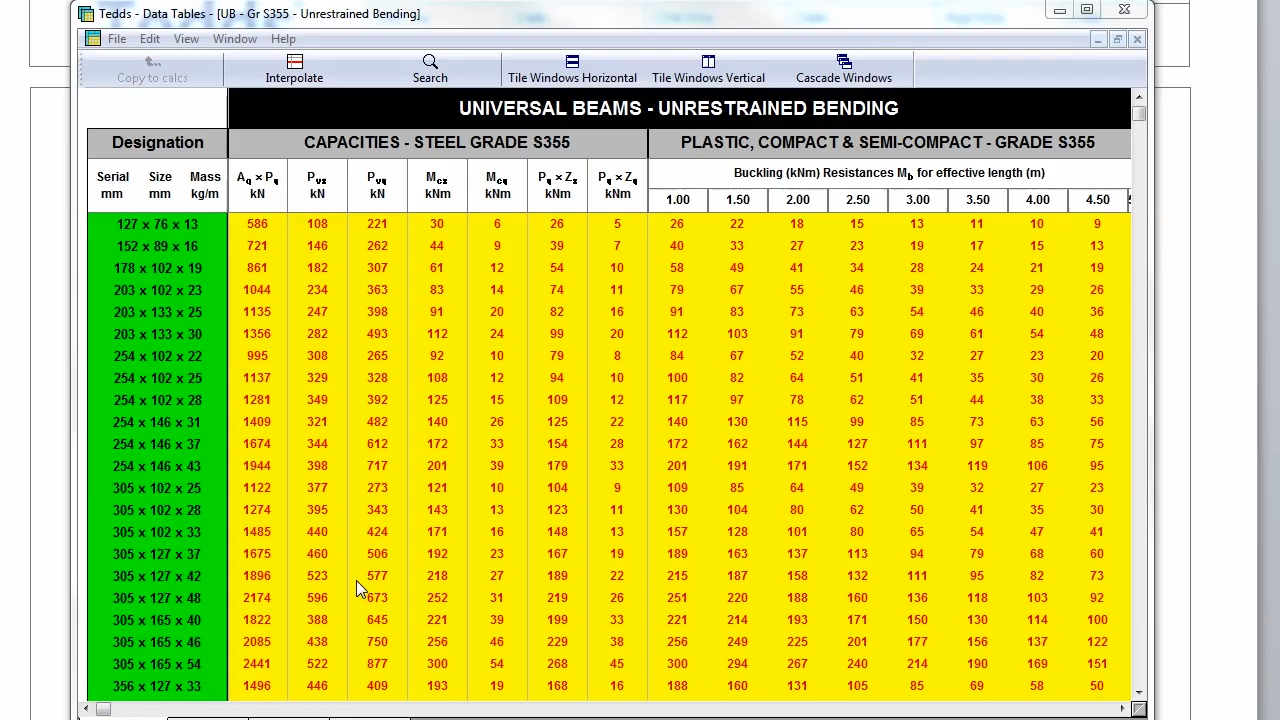 Tedds - Data Tables - [UB - Gr S355 - Unrestrained Bending]
File Edit View Window Help
Copy to calcs Interpolate Search Tile Windows Horizontal Tile Windows Vertical Cascade Windows
UNIVERSAL BEAMS - UNRESTRAINED BENDING
Designation CAPACITIES - STEEL GRADE S355 PLASTIC, COMPACT & SEMI-COMPACT - GRADE S355
Serial Size Mass Aq x Pq Pvz Pvq Mcz Mcq Pq x Zz Pq x Zq Buckling (kNm) Resistances Mb for effective length (m)
mm mm kg/m kN kN kN kNm kNm kNm kNm 1.00 1.50 2.00 2.50 3.00 3.50 4.00 4.50
127 x 76 x 13 586 108 221 30 6 26 5 26 22 18 15 13 11 10 9
152 x 89 x 16 721 146 262 44 9 39 7 40 33 27 23 19 17 15 13
178 x 102 x 19 861 182 307 61 12 54 10 58 49 41 34 28 24 21 19
203 x 102 x 23 1044 234 363 83 14 74 11 79 67 55 46 39 33 29 26
203 x 133 x 25 1135 247 398 91 20 82 16 91 83 73 63 54 46 40 36
203 x 133 x 30 1356 282 493 112 24 99 20 112 103 91 79 69 61 54 48
254 x 102 x 22 995 308 265 92 10 79 8 84 67 52 40 32 27 23 20
254 x 102 x 25 1137 329 328 108 12 94 10 100 82 64 51 41 35 30 26
254 x 102 x 28 1281 349 392 125 15 109 12 117 97 78 62 51 44 38 33
254 x 146 x 31 1409 321 482 140 26 125 22 140 130 115 99 85 73 63 56
254 x 146 x 37 1674 344 612 172 33 154 28 172 162 144 127 111 97 85 75
254 x 146 x 43 1944 398 717 201 39 179 33 201 191 171 152 134 119 106 95
305 x 102 x 25 1122 377 273 121 10 104 9 109 85 64 49 39 32 27 23
305 x 102 x 28 1274 395 343 143 13 123 11 130 104 80 62 50 41 35 30
305 x 102 x 33 1485 440 424 171 16 148 13 157 128 101 80 65 54 47 41
305 x 127 x 37 1675 460 506 192 23 167 19 189 163 137 113 94 79 68 60
305 x 127 x 42 1896 523 577 218 27 189 22 215 187 158 132 111 95 82 73
305 x 127 x 48 2174 596 673 252 31 219 26 251 220 188 160 136 118 103 92
305 x 165 x 40 1822 388 645 221 39 199 33 221 214 193 171 150 130 114 100
305 x 165 x 46 2085 438 750 256 46 229 38 256 249 225 201 177 156 137 122
305 x 165 x 54 2441 522 877 300 54 268 45 300 294 267 240 214 190 169 151
356 x 127 x 33 1496 446 409 193 19 168 16 188 160 131 105 85 69 58 50